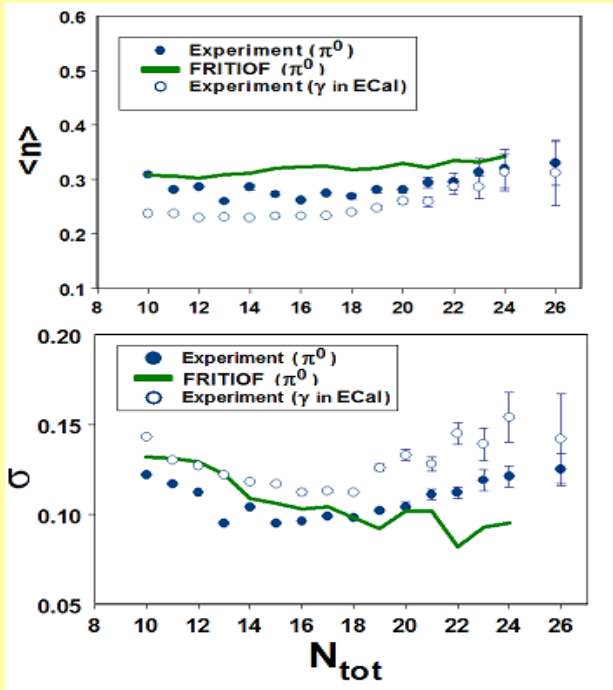 0.6
0.5
0.4
0.3
0.2
0.1
<n>
Experiment (π⁰)
FRITIOF (π⁰)
Experiment (γ in ECal)
8 10 12 14 16 18 20 22 24 26
0.20
0.15
0.10
0.05
σ
Experiment (π⁰)
FRITIOF (π⁰)
Experiment (γ in ECal)
8 10 12 14 16 18 20 22 24 26
N_tot